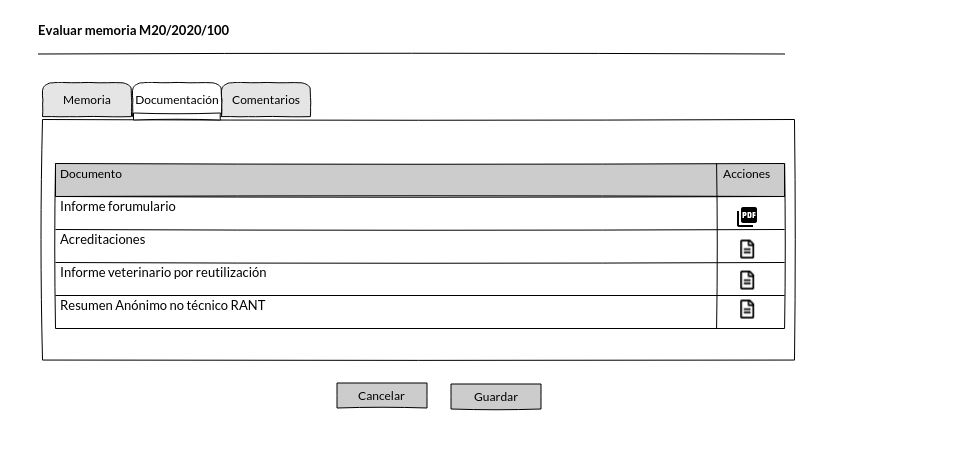 Evaluar memoria M20/2020/100
Memoria Documentación Comentarios
Documento Acciones
Informe forumulario PDF
Acreditaciones
Informe veterinario por reutilización
Resumen Anónimo no técnico RANT
Cancelar Guardar